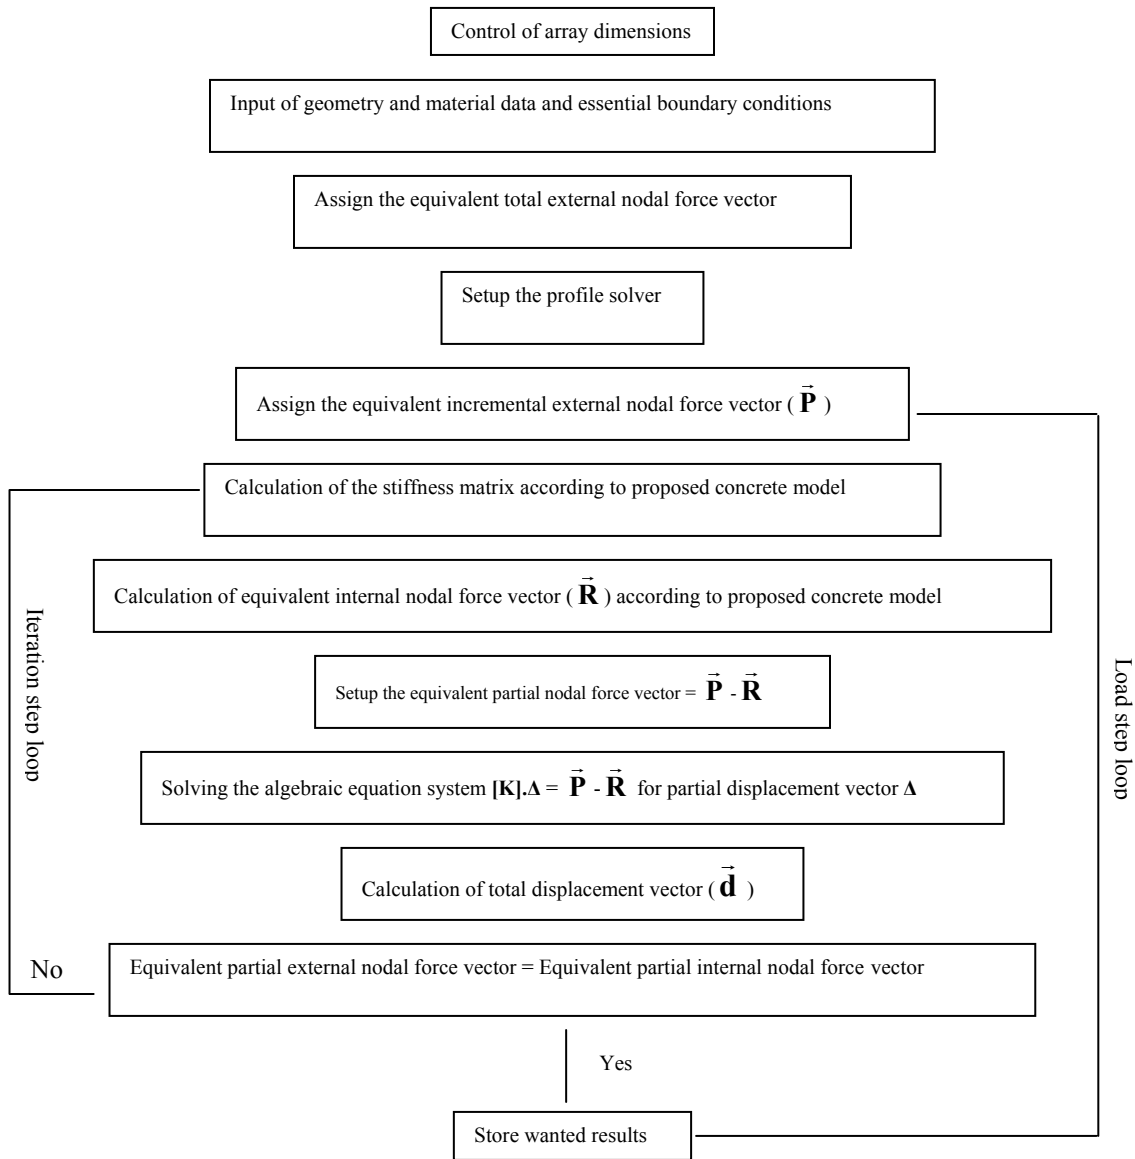 Control of array dimensions
Input of geometry and material data and essential boundary conditions
Assign the equivalent total external nodal force vector
Setup the profile solver
Assign the equivalent incremental external nodal force vector ( P⃗ )
Calculation of the stiffness matrix according to proposed concrete model
Calculation of equivalent internal nodal force vector ( R⃗ ) according to proposed concrete model
Iteration step loop
Load step loop
Setup the equivalent partial nodal force vector = P⃗ - R⃗
Solving the algebraic equation system [K].Δ = P⃗ - R⃗ for partial displacement vector Δ
Calculation of total displacement vector ( d⃗ )
No
Equivalent partial external nodal force vector = Equivalent partial internal nodal force vector
Yes
Store wanted results